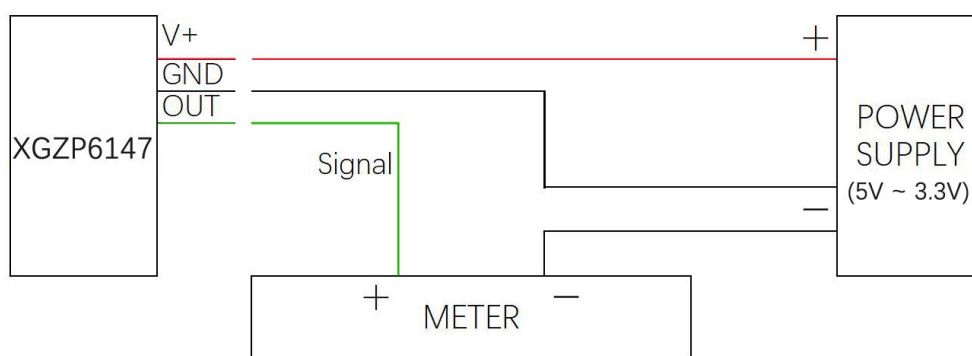 V+
+
GND
OUT
XGZP6147
POWER
SUPPLY
(5V ~ 3.3V)
Signal
−
+
−
METER